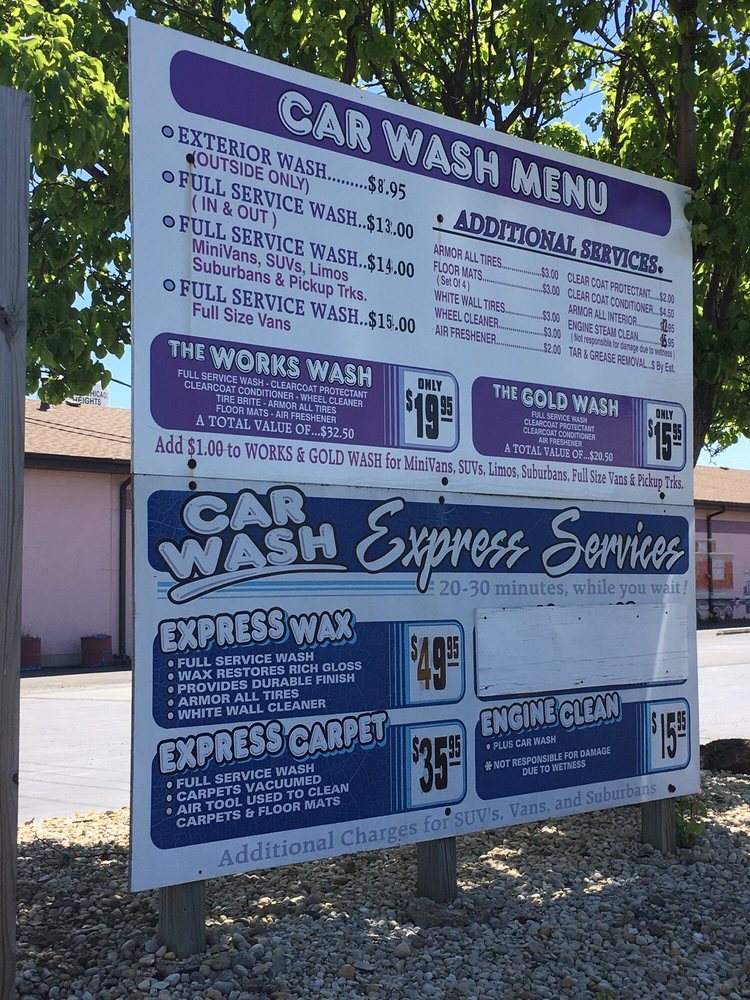 CAR WASH MENU
EXTERIOR WASH.........$8.95
(OUTSIDE ONLY)
FULL SERVICE WASH..$13.00
( IN & OUT )
FULL SERVICE WASH..$14.00
MiniVans, SUVs, Limos
Suburbans & Pickup Trks.
FULL SERVICE WASH..$15.00
Full Size Vans
ADDITIONAL SERVICES.
ARMOR ALL TIRES..................$3.00
FLOOR MATS........................$3.00
( Set Of 4 )
WHITE WALL TIRES...............$3.00
WHEEL CLEANER..................$3.00
AIR FRESHENER...................$2.00
CLEAR COAT PROTECTANT....$2.00
CLEAR COAT CONDITIONER..$4.50
ARMOR ALL INTERIOR
ENGINE STEAM CLEAN
( Not responsible for damage due to wetness)
TAR & GREASE REMOVAL...$ By Est.
THE WORKS WASH
FULL SERVICE WASH - CLEARCOAT PROTECTANT
CLEARCOAT CONDITIONER - WHEEL CLEANER
TIRE BRITE - ARMOR ALL TIRES
FLOOR MATS - AIR FRESHENER
A TOTAL VALUE OF...$32.50
ONLY
$19 95
THE GOLD WASH
FULL SERVICE WASH
CLEARCOAT PROTECTANT
CLEARCOAT CONDITIONER
AIR FRESHENER
A TOTAL VALUE OF...$20.50
ONLY
$15 95
Add $1.00 to WORKS & GOLD WASH for MiniVans, SUVs, Limos, Suburbans, Full Size Vans & Pickup Trks.
CAR
WASH
Express Services
20-30 minutes, while you wait!
EXPRESS WAX
FULL SERVICE WASH
WAX RESTORES RICH GLOSS
PROVIDES DURABLE FINISH
ARMOR ALL TIRES
WHITE WALL CLEANER
$49 95
EXPRESS CARPET
FULL SERVICE WASH
CARPETS VACUUMED
AIR TOOL USED TO CLEAN
CARPETS & FLOOR MATS
$35 95
ENGINE CLEAN
PLUS CAR WASH
* NOT RESPONSIBLE FOR DAMAGE
DUE TO WETNESS
$15 95
Additional Charges for SUV's, Vans, and Suburbans
HEIGHTS